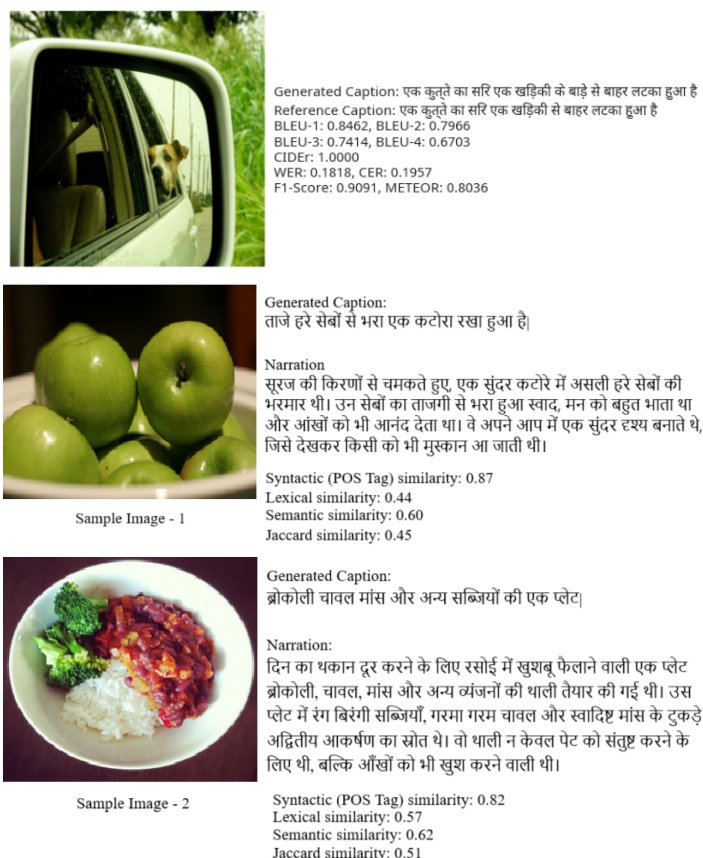 Generated Caption: एक कुत्ते का सरि एक खड़िकी के बाड़े से बाहर लटका हुआ है
Reference Caption: एक कुत्ते का सरि एक खड़िकी से बाहर लटका हुआ है
BLEU-1: 0.8462, BLEU-2: 0.7966
BLEU-3: 0.7414, BLEU-4: 0.6703
CIDEr: 1.0000
WER: 0.1818, CER: 0.1957
F1-Score: 0.9091, METEOR: 0.8036
Generated Caption:
ताजे हरे सेबों से भरा एक कटोरा रखा हुआ है|
Narration
सूरज की किरणों से चमकते हुए, एक सुंदर कटोरे में असली हरे सेबों की
भरमार थी। उन सेबों का ताजगी से भरा हुआ स्वाद, मन को बहुत भाता था
और आंखों को भी आनंद देता था। वे अपने आप में एक सुंदर दृश्य बनाते थे,
जिसे देखकर किसी को भी मुस्कान आ जाती थी।
Syntactic (POS Tag) similarity: 0.87
Lexical similarity: 0.44
Semantic similarity: 0.60
Jaccard similarity: 0.45
Sample Image - 1
Generated Caption:
ब्रोकोली चावल मांस और अन्य सब्जियों की एक प्लेट|
Narration:
दिन का थकान दूर करने के लिए रसोई में खुशबू फैलाने वाली एक प्लेट
ब्रोकोली, चावल, मांस और अन्य व्यंजनों की थाली तैयार की गई थी। उस
प्लेट में रंग बिरंगी सब्जियाँ, गरमा गरम चावल और स्वादिष्ट मांस के टुकड़े
अद्वितीय आकर्षण का स्रोत थे। वो थाली न केवल पेट को संतुष्ट करने के
लिए थी, बल्कि आँखों को भी खुश करने वाली थी।
Sample Image - 2
Syntactic (POS Tag) similarity: 0.82
Lexical similarity: 0.57
Semantic similarity: 0.62
Jaccard similarity: 0.51